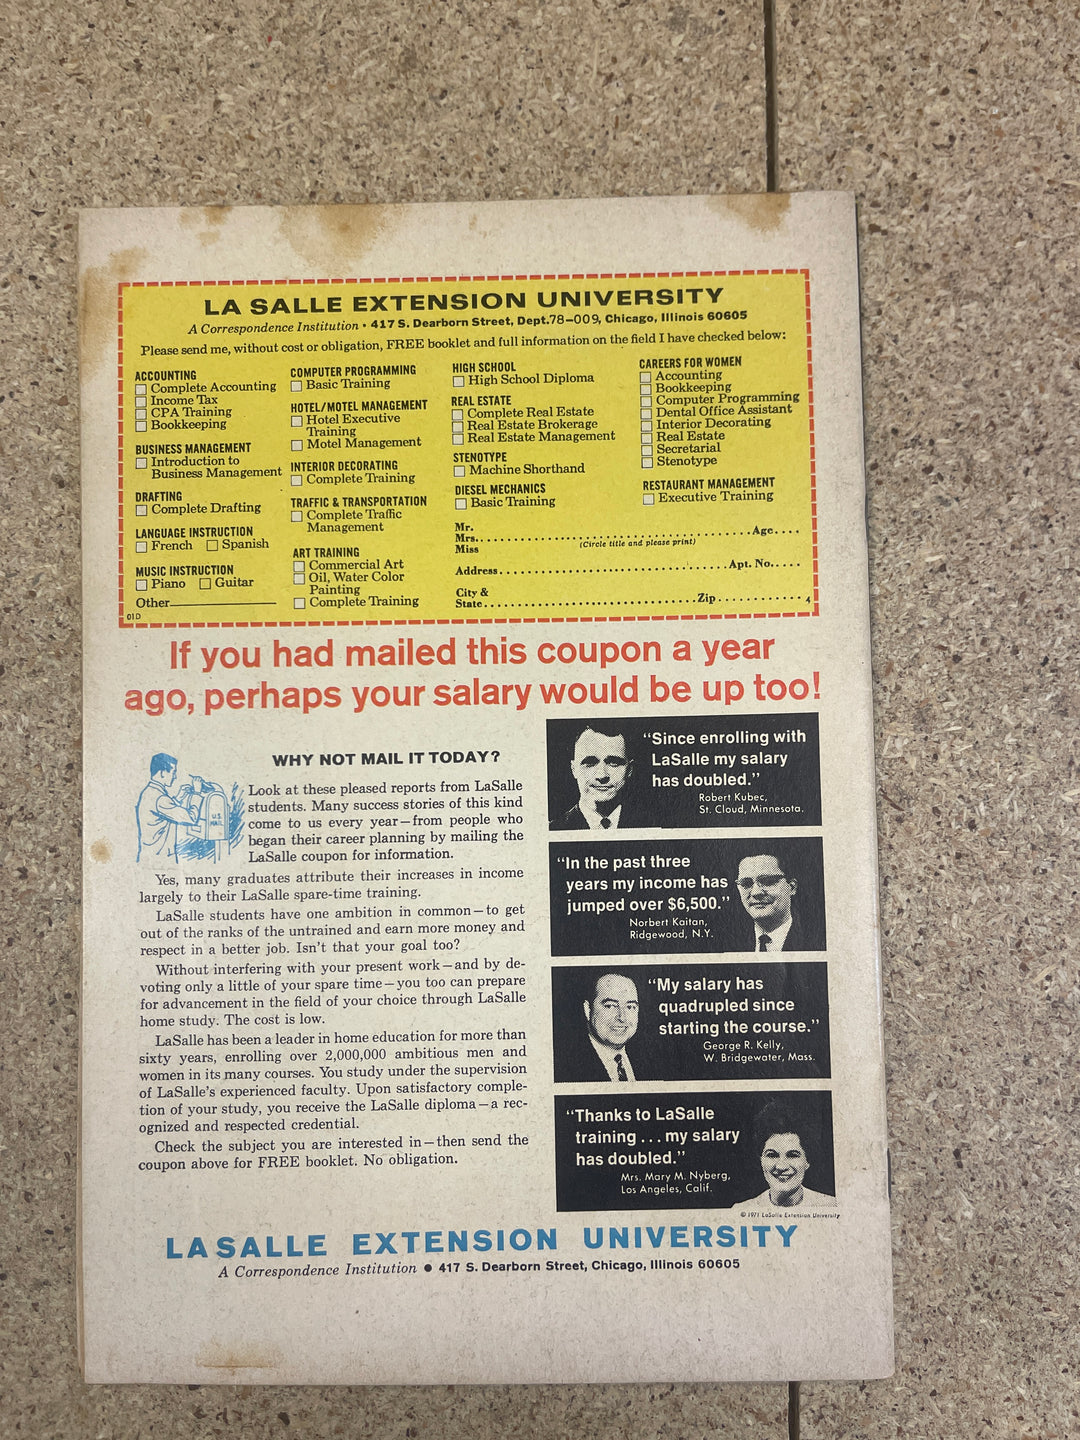 LA SALLE EXTENSION UNIVERSITY
A Correspondence Institution • 417 S. Dearborn Street, Dept.78-009, Chicago, Illinois 60605
Please send me, without cost or obligation, FREE booklet and full information on the field I have checked below:
ACCOUNTING
Complete Accounting
Income Tax
CPA Training
Bookkeeping
BUSINESS MANAGEMENT
Introduction to
Business Management
DRAFTING
Complete Drafting
LANGUAGE INSTRUCTION
French Spanish
MUSIC INSTRUCTION
Piano Guitar
Other
01D
COMPUTER PROGRAMMING
Basic Training
HOTEL/MOTEL MANAGEMENT
Hotel Executive
Training
Motel Management
INTERIOR DECORATING
Complete Training
TRAFFIC & TRANSPORTATION
Complete Traffic
Management
ART TRAINING
Commercial Art
Oil, Water Color
Painting
Complete Training
HIGH SCHOOL
High School Diploma
REAL ESTATE
Complete Real Estate
Real Estate Brokerage
Real Estate Management
STENOTYPE
Machine Shorthand
DIESEL MECHANICS
Basic Training
CAREERS FOR WOMEN
Accounting
Bookkeeping
Computer Programming
Dental Office Assistant
Interior Decorating
Real Estate
Secretarial
Stenotype
RESTAURANT MANAGEMENT
Executive Training
Mr.
Mrs. Age
Miss (Circle title and please print)
Address Apt. No.
City &
State Zip 4
If you had mailed this coupon a year
ago, perhaps your salary would be up too!
U.S.
MAIL
WHY NOT MAIL IT TODAY?
Look at these pleased reports from LaSalle
students. Many success stories of this kind
come to us every year—from people who
began their career planning by mailing the
LaSalle coupon for information.
Yes, many graduates attribute their increases in income
largely to their LaSalle spare-time training.
LaSalle students have one ambition in common—to get
out of the ranks of the untrained and earn more money and
respect in a better job. Isn't that your goal too?
Without interfering with your present work—and by de-
voting only a little of your spare time—you too can prepare
for advancement in the field of your choice through LaSalle
home study. The cost is low.
LaSalle has been a leader in home education for more than
sixty years, enrolling over 2,000,000 ambitious men and
women in its many courses. You study under the supervision
of LaSalle's experienced faculty. Upon satisfactory comple-
tion of your study, you receive the LaSalle diploma—a rec-
ognized and respected credential.
Check the subject you are interested in—then send the
coupon above for FREE booklet. No obligation.
"Since enrolling with
LaSalle my salary
has doubled."
Robert Kubec,
St. Cloud, Minnesota.
"In the past three
years my income has
jumped over $6,500."
Norbert Kaitan,
Ridgewood, N.Y.
"My salary has
quadrupled since
starting the course."
George R. Kelly,
W. Bridgewater, Mass.
"Thanks to LaSalle
training . . . my salary
has doubled."
Mrs. Mary M. Nyberg,
Los Angeles, Calif.
© 1971 LaSalle Extension University
LASALLE EXTENSION UNIVERSITY
A Correspondence Institution • 417 S. Dearborn Street, Chicago, Illinois 60605